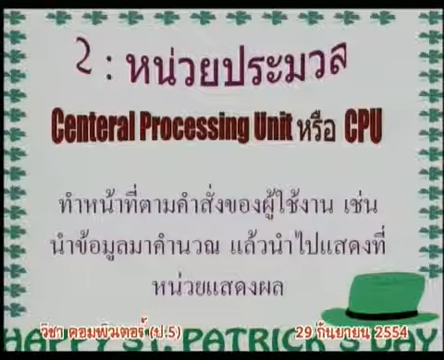 2 : หน่วยประมวล
Centeral Processing Unit หรือ CPU
ทำหน้าที่ตามคำสั่งของผู้ใช้งาน เช่น
นำข้อมูลมาคำนวณ แล้วนำไปแสดงที่
หน่วยแสดงผล
วิชา คอมพิวเตอร์ (ป.5) 29 กันยายน 2554
HAPPY ST. PATRICK'S DAY